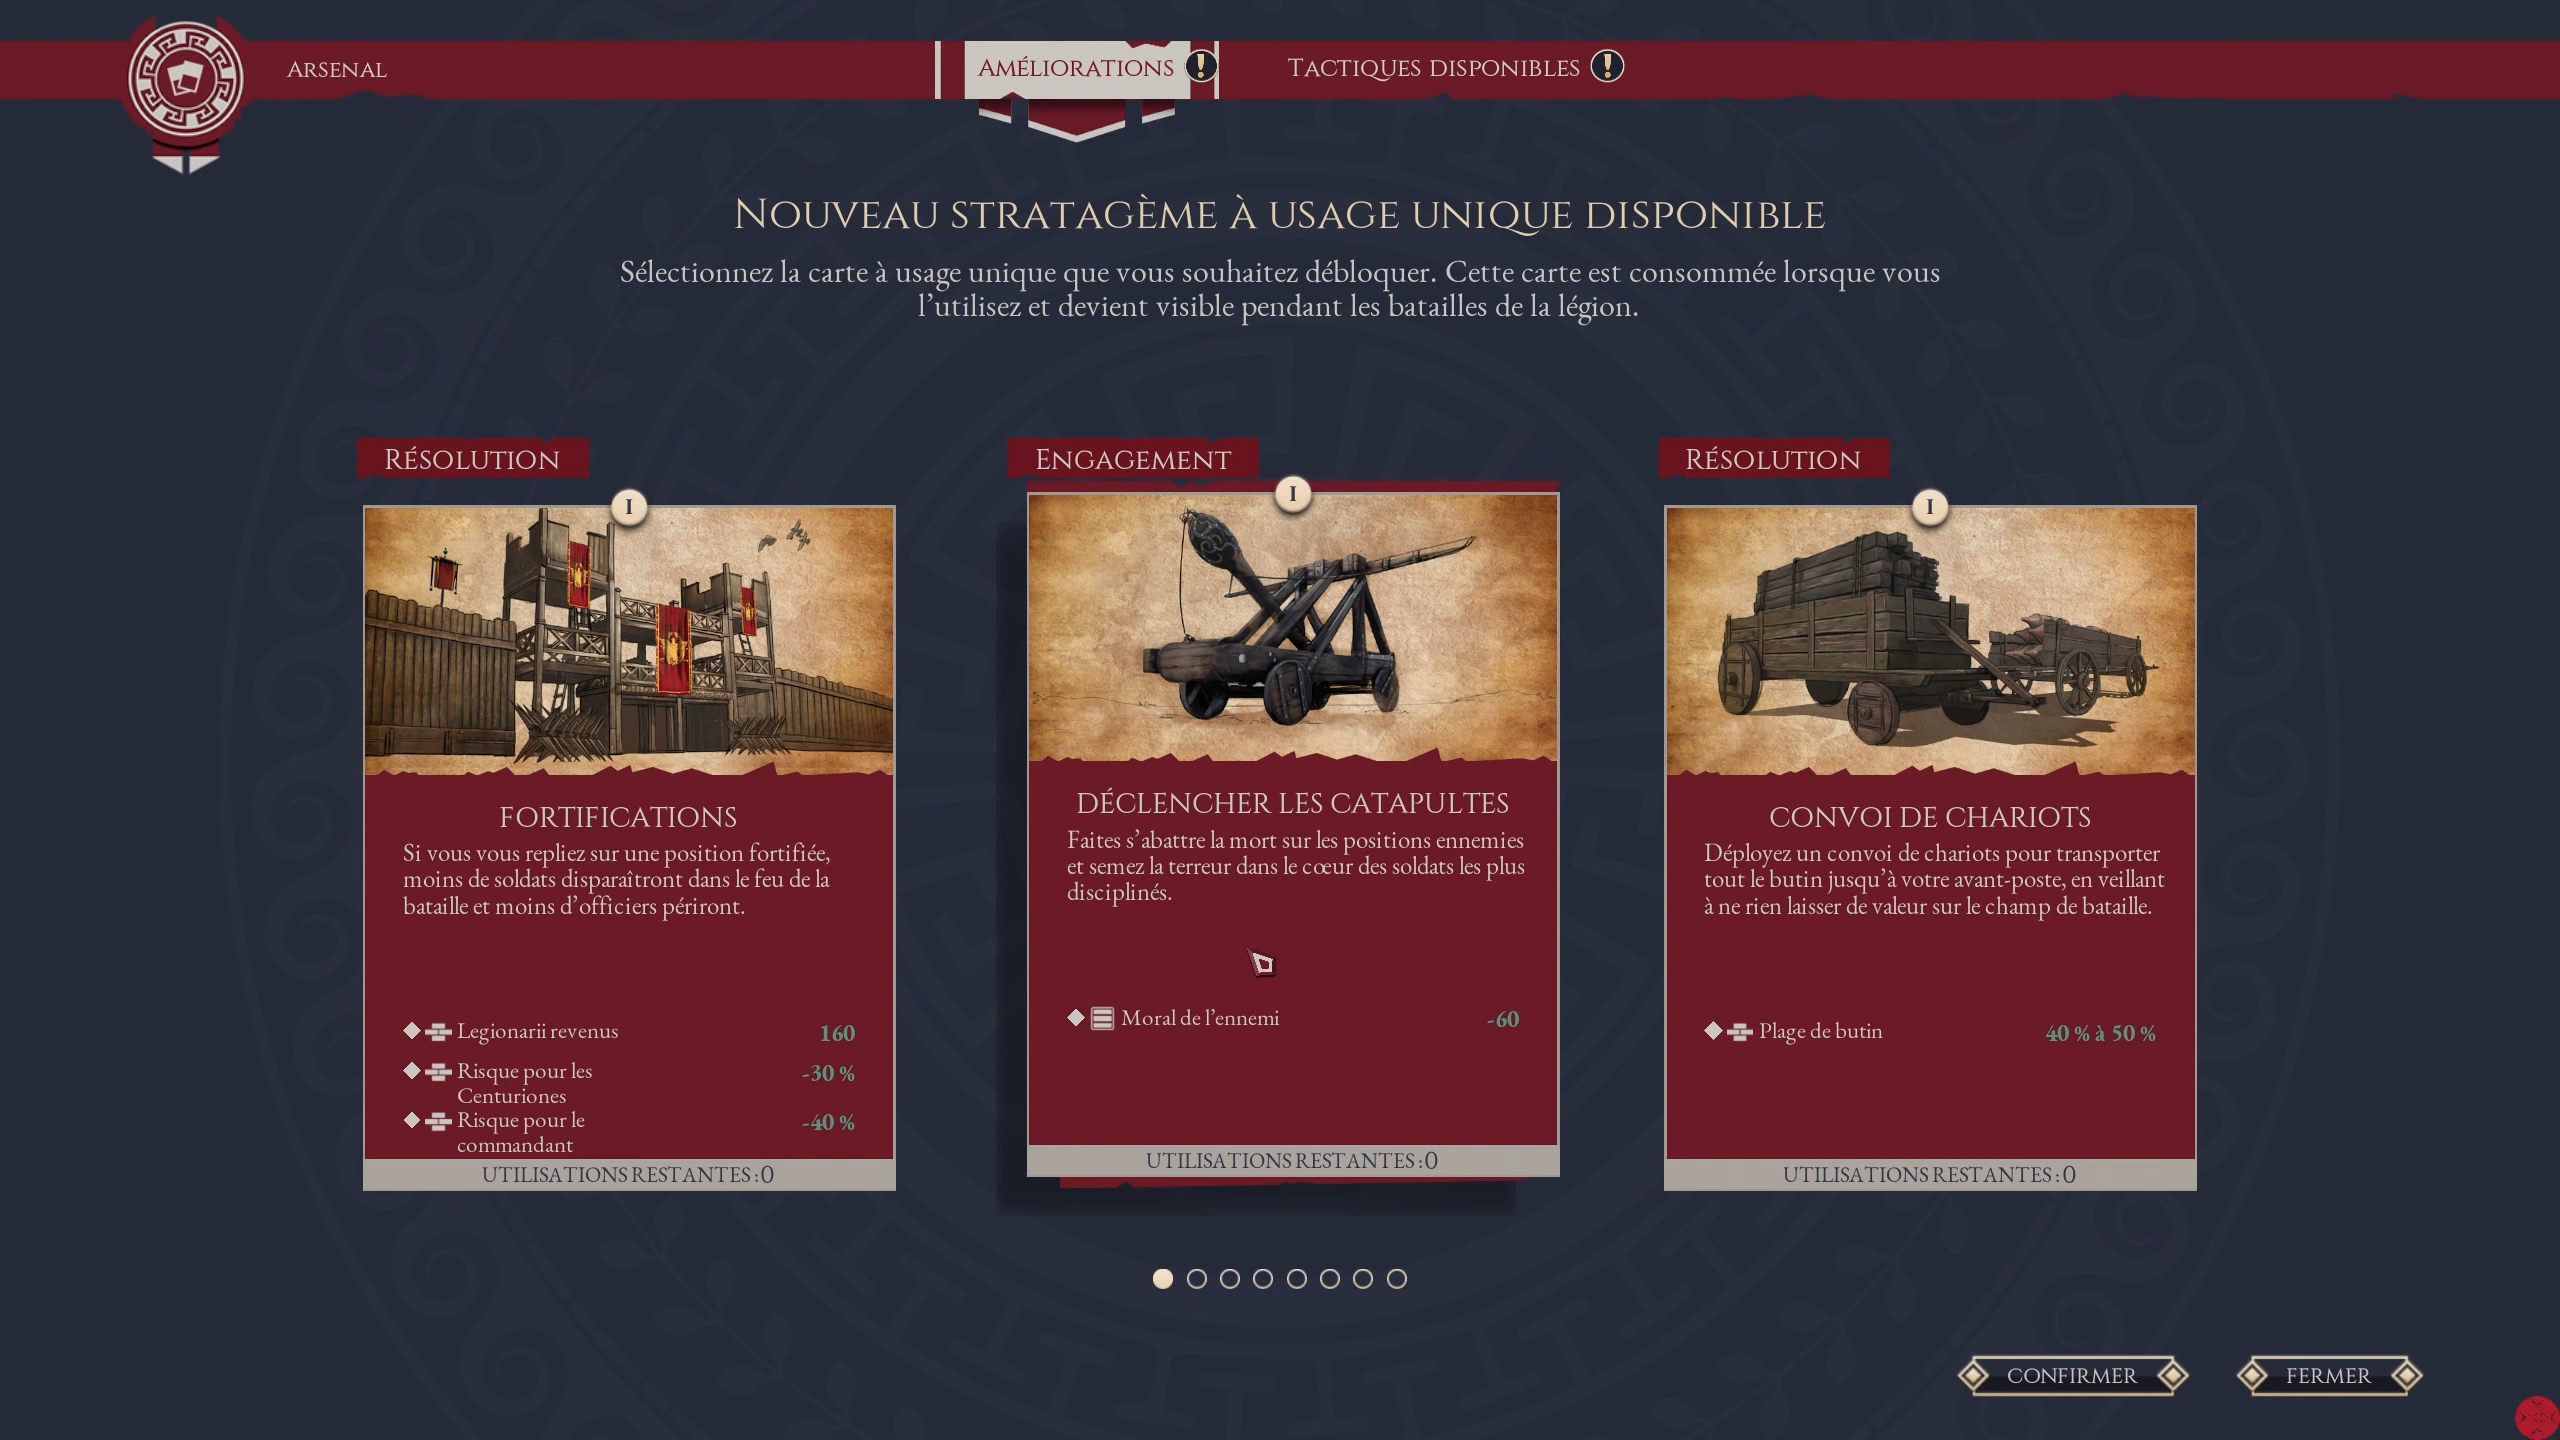 Arsenal
Améliorations
Tactiques disponibles
Nouveau stratagème à usage unique disponible
Sélectionnez la carte à usage unique que vous souhaitez débloquer. Cette carte est consommée lorsque vous
l’utilisez et devient visible pendant les batailles de la légion.
Résolution
I
Fortifications
Si vous vous repliez sur une position fortifiée,
moins de soldats disparaîtront dans le feu de la
bataille et moins d’officiers périront.
Legionarii revenus 160
Risque pour les -30 %
Centuriones
Risque pour le -40 %
commandant
UTILISATIONS RESTANTES : 0
Engagement
I
Déclencher les catapultes
Faites s’abattre la mort sur les positions ennemies
et semez la terreur dans le cœur des soldats les plus
disciplinés.
Moral de l’ennemi -60
UTILISATIONS RESTANTES : 0
Résolution
I
Convoi de chariots
Déployez un convoi de chariots pour transporter
tout le butin jusqu’à votre avant-poste, en veillant
à ne rien laisser de valeur sur le champ de bataille.
Plage de butin 40 % à 50 %
UTILISATIONS RESTANTES : 0
Confirmer
Fermer